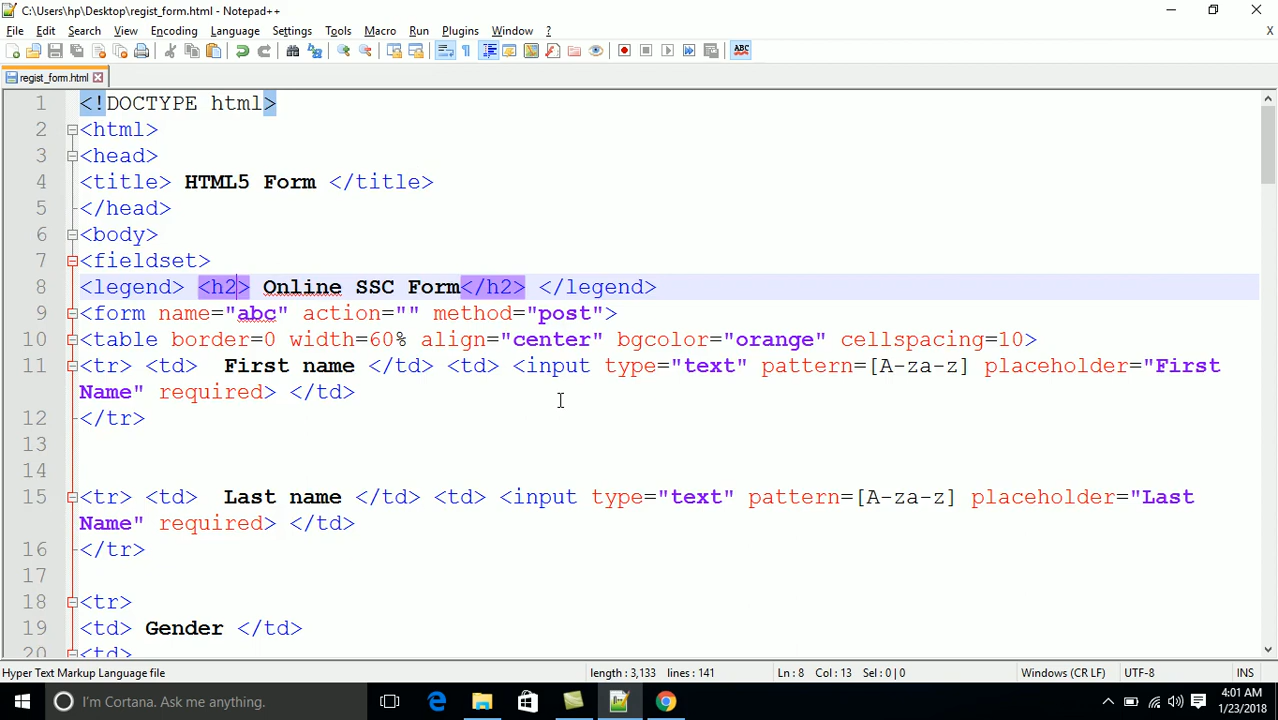 C:\Users\hp\Desktop\regist_form.html - Notepad++
File Edit Search View Encoding Language Settings Tools Macro Run Plugins Window ? X
ABC
regist_form.html
1 <!DOCTYPE html>
2 <html>
3 <head>
4 <title> HTML5 Form </title>
5 </head>
6 <body>
7 <fieldset>
8 <legend> <h2> Online SSC Form</h2> </legend>
9 <form name="abc" action="" method="post">
10 <table border=0 width=60% align="center" bgcolor="orange" cellspacing=10>
11 <tr> <td>  First name </td> <td> <input type="text" pattern=[A-za-z] placeholder="First
Name" required> </td>
12 </tr>
13
14
15 <tr> <td>  Last name </td> <td> <input type="text" pattern=[A-za-z] placeholder="Last
Name" required> </td>
16 </tr>
17
18 <tr>
19 <td> Gender </td>
20 <td>
Hyper Text Markup Language file length : 3,133 lines : 141 Ln : 8 Col : 13 Sel : 0 | 0 Windows (CR LF) UTF-8 INS
I'm Cortana. Ask me anything. 4:01 AM
1/23/2018